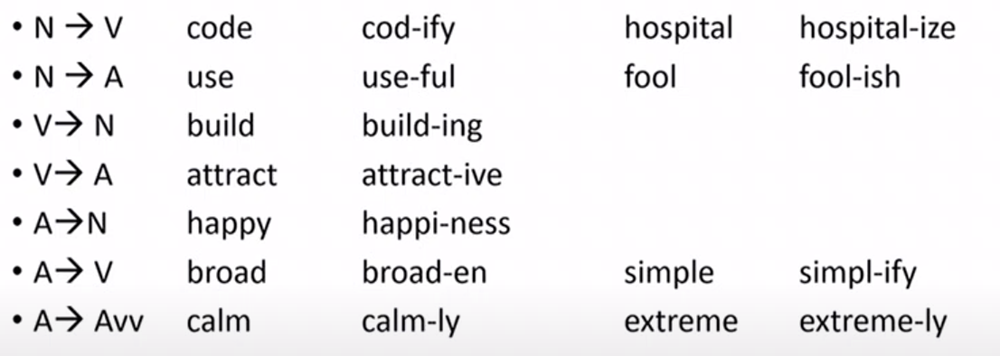 • N → V code cod-ify hospital hospital-ize
• N → A use use-ful fool fool-ish
• V→ N build build-ing
• V→ A attract attract-ive
• A→N happy happi-ness
• A→ V broad broad-en simple simpl-ify
• A→ Avv calm calm-ly extreme extreme-ly